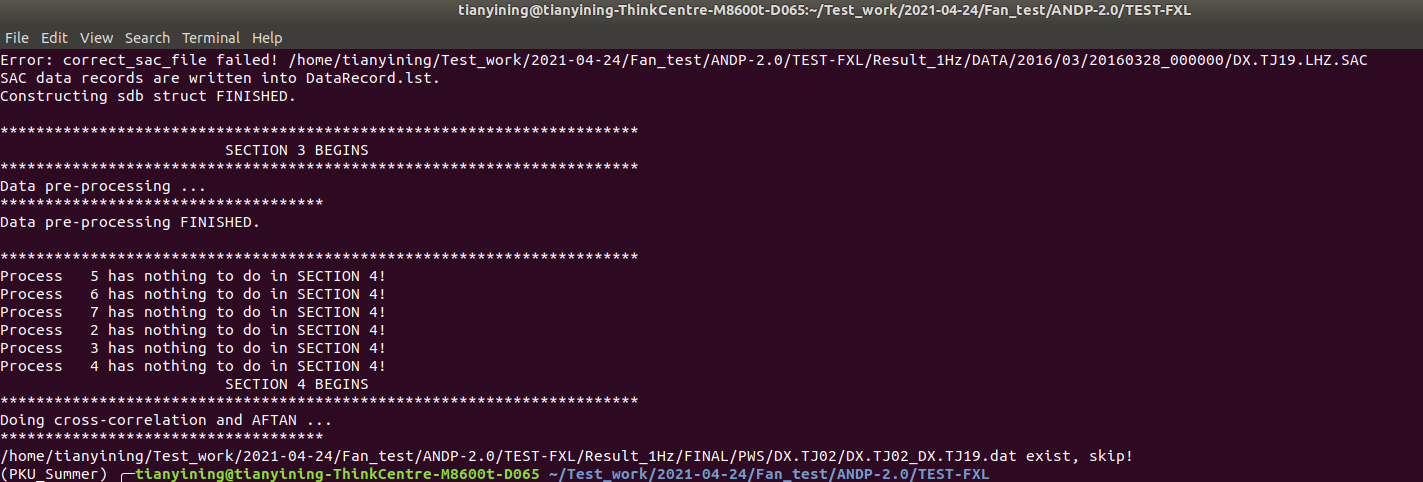 tianyining@tianyining-ThinkCentre-M8600t-D065:~/Test_work/2021-04-24/Fan_test/ANDP-2.0/TEST-FXL
File Edit View Search Terminal Help
Error: correct_sac_file failed! /home/tianyining/Test_work/2021-04-24/Fan_test/ANDP-2.0/TEST-FXL/Result_1Hz/DATA/2016/03/20160328_000000/DX.TJ19.LHZ.SAC
SAC data records are written into DataRecord.lst.
Constructing sdb struct FINISHED.
***********************************************************************
SECTION 3 BEGINS
***********************************************************************
Data pre-processing ...
************************************
Data pre-processing FINISHED.
***********************************************************************
Process   5 has nothing to do in SECTION 4!
Process   6 has nothing to do in SECTION 4!
Process   7 has nothing to do in SECTION 4!
Process   2 has nothing to do in SECTION 4!
Process   3 has nothing to do in SECTION 4!
Process   4 has nothing to do in SECTION 4!
SECTION 4 BEGINS
***********************************************************************
Doing cross-correlation and AFTAN ...
************************************
/home/tianyining/Test_work/2021-04-24/Fan_test/ANDP-2.0/TEST-FXL/Result_1Hz/FINAL/PWS/DX.TJ02/DX.TJ02_DX.TJ19.dat exist, skip!
(PKU_Summer) ╭─tianyining@tianyining-ThinkCentre-M8600t-D065 ~/Test_work/2021-04-24/Fan_test/ANDP-2.0/TEST-FXL